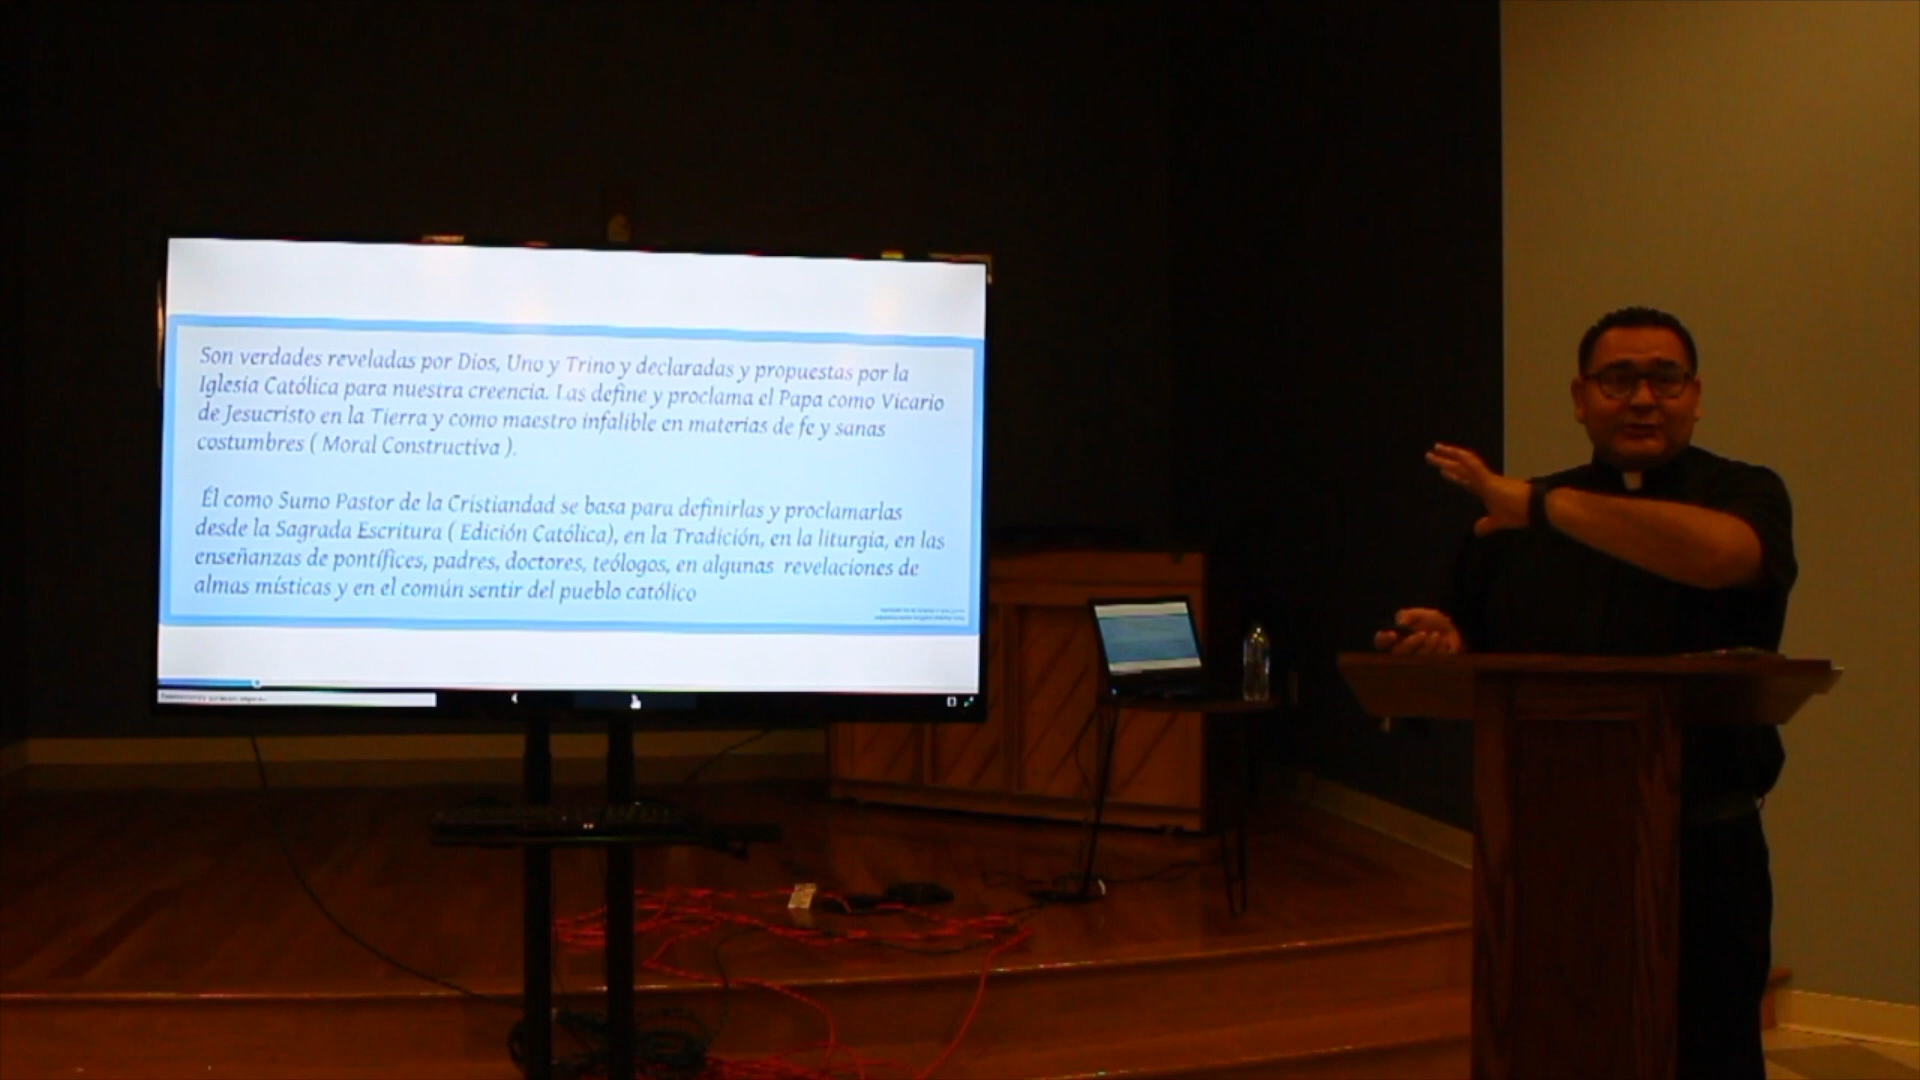 Son verdades reveladas por Dios, Uno y Trino y declaradas y propuestas por la
Iglesia Católica para nuestra creencia. Las define y proclama el Papa como Vicario
de Jesucristo en la Tierra y como maestro infalible en materias de fe y sanas
costumbres ( Moral Constructiva ).
Él como Sumo Pastor de la Cristiandad se basa para definirlas y proclamarlas
desde la Sagrada Escritura ( Edición Católica), en la Tradición, en la liturgia, en las
enseñanzas de pontífices, padres, doctores, teólogos, en algunas revelaciones de
almas místicas y en el común sentir del pueblo católico